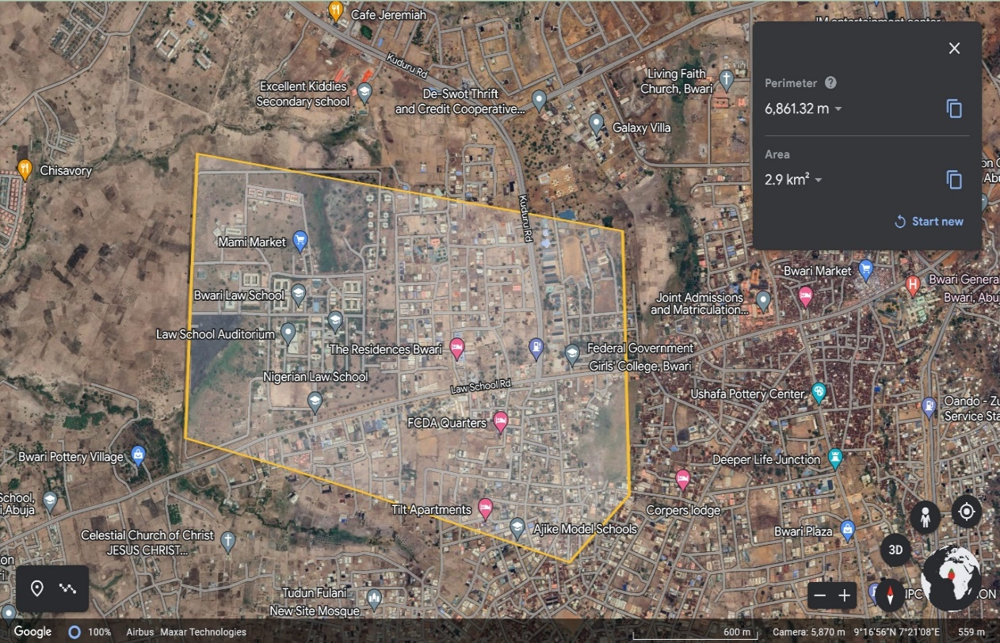 Cafe Jeremiah
IM entertainment center
Kuduru Rd
Excellent Kiddies
Secondary school
De-Swot Thrift
and Credit Cooperative...
Living Faith
Church, Bwari
Galaxy Villa
Perimeter ?
6,861.32 m
Area
2.9 km²
Start new
Chisavory
Kuduru Rd
Mami Market
Bwari Law School
Law School Auditorium
The Residences Bwari
Federal Government
Girls' College, Bwari
Nigerian Law School
Law School Rd
FCDA Quarters
Joint Admissions
and Matriculation...
Bwari Market
H
Bwari General
Bwari, Abu
Ushafa Pottery Center
Oando - Zu
Service Sta
Deeper Life Junction
Bwari Pottery Village
School,
i,Abuja
Tilt Apartments
Ajike Model Schools
Corpers lodge
Bwari Plaza
Celestial Church of Christ
JESUS CHRIST...
Tudun Fulani
New Site Mosque
3D
Google
100%
Airbus Maxar Technologies
600 m
Camera: 5,870 m
9°16'56"N 7°21'08"E
559 m